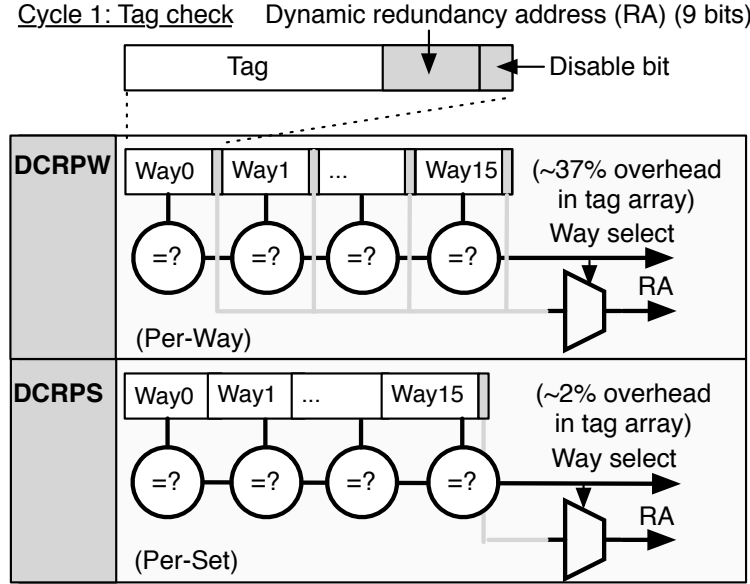 Cycle 1: Tag check Dynamic redundancy address (RA) (9 bits)
Tag
Disable bit
DCRPW
Way0 Way1 ... Way15
(~37% overhead
in tag array)
Way select
=? =? =? =?
RA
(Per-Way)
DCRPS
Way0 Way1 ... Way15
(~2% overhead
in tag array)
Way select
=? =? =? =?
RA
(Per-Set)